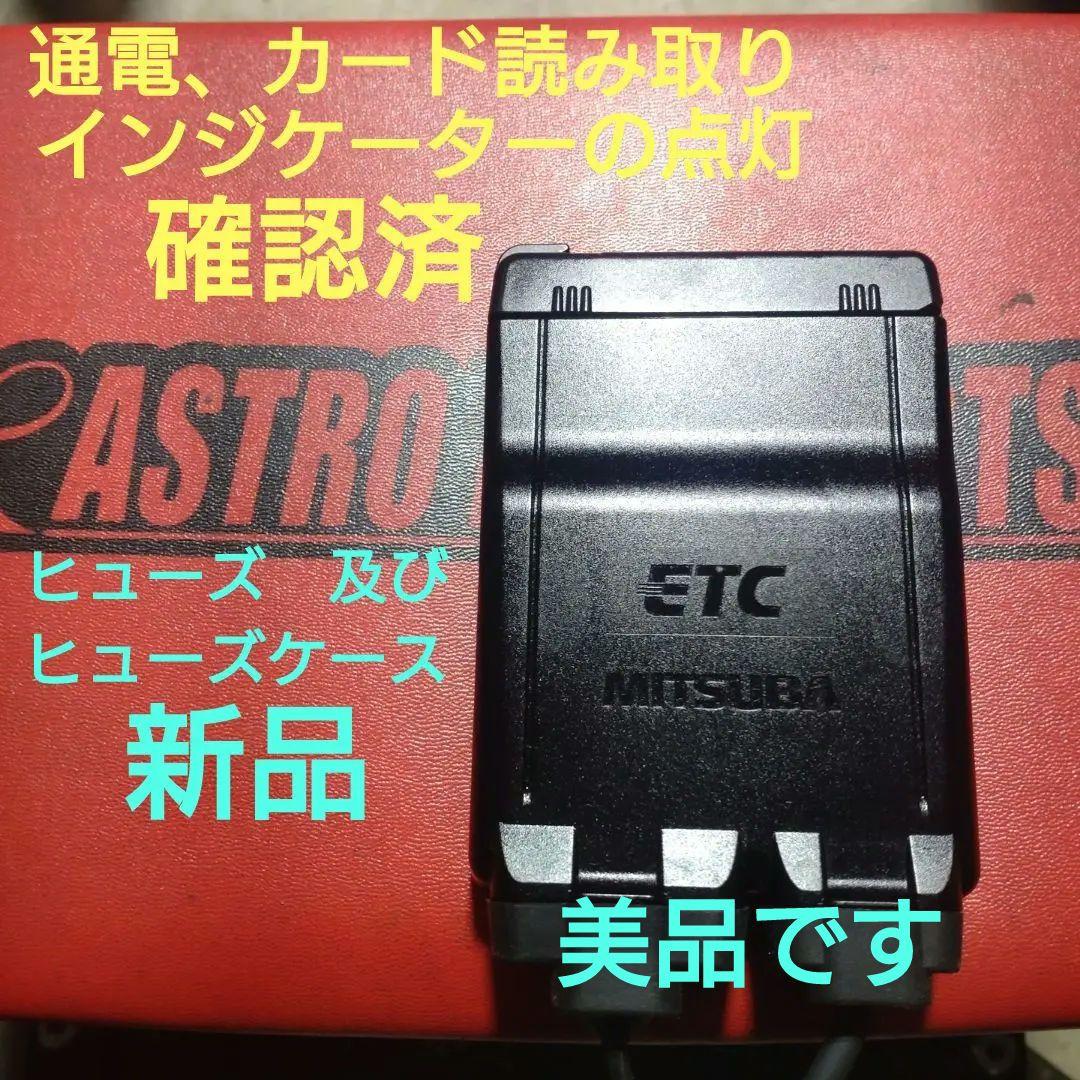 通電、カード読み取り
インジケーターの点灯
確認済
ASTRO
TS
ヒューズ　及び
ヒューズケース
新品
ETC
MITSUBA
美品です